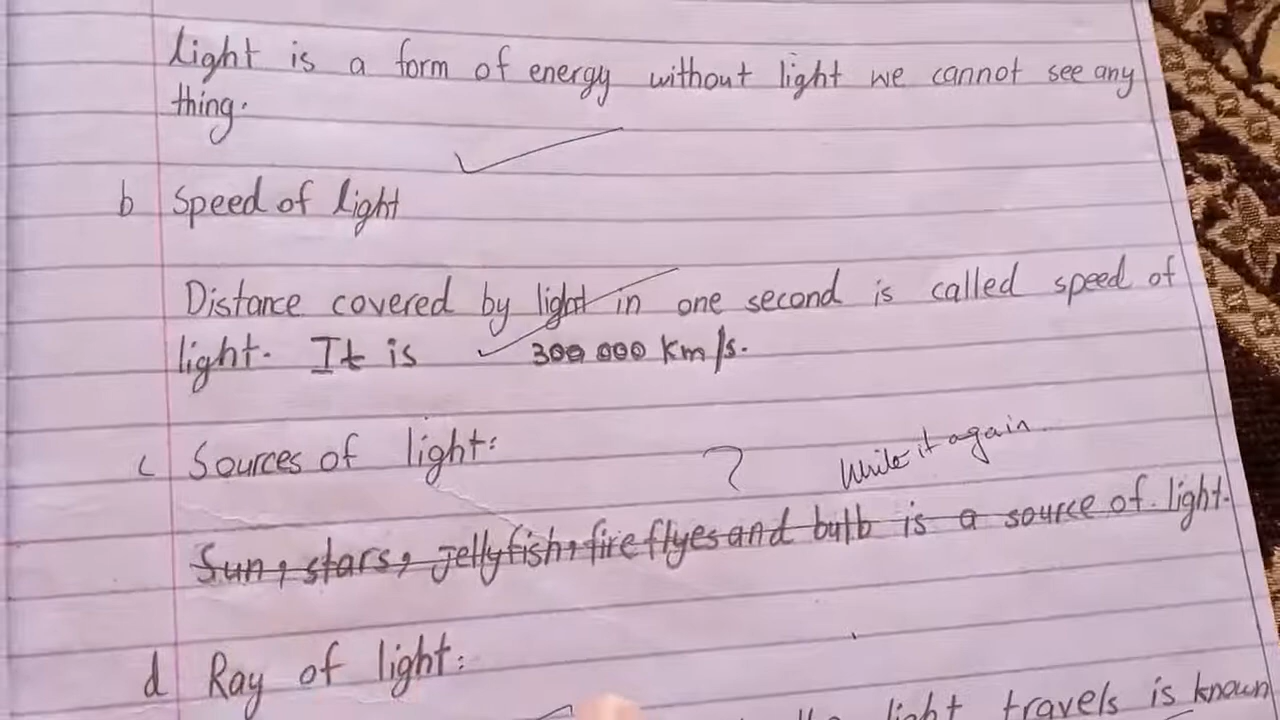 Light is a form of energy without light we cannot see any
thing.
b Speed of light
Distance covered by light in one second is called speed of
light. It is 300 000 Km/s.
c Sources of light:
? Write it again
Sun, stars, Jellyfish, fireflyes and bulb is a source of light.
d Ray of light:
light travels is known